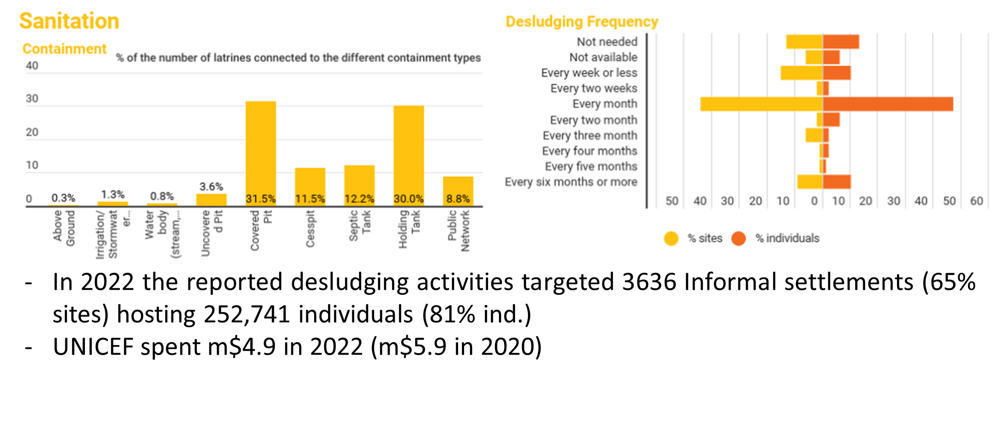 Sanitation
Containment
% of the number of latrines connected to the different containment types
40
30
20
10
0
0.3%
1.3%
0.8%
3.6%
31.5%
11.5%
12.2%
30.0%
8.8%
Above
Ground
Irrigation/
Stormwat
er...
Water
body
(stream,...
Uncovere
d Pit
Covered
Pit
Cesspit
Septic
Tank
Holding
Tank
Public
Network
Desludging Frequency
Not needed
Not available
Every week or less
Every two weeks
Every month
Every two month
Every three month
Every four months
Every five months
Every six months or more
50 40 30 20 10 0 10 20 30 40 50 60
% sites % individuals
- In 2022 the reported desludging activities targeted 3636 Informal settlements (65%
sites) hosting 252,741 individuals (81% ind.)
- UNICEF spent m$4.9 in 2022 (m$5.9 in 2020)